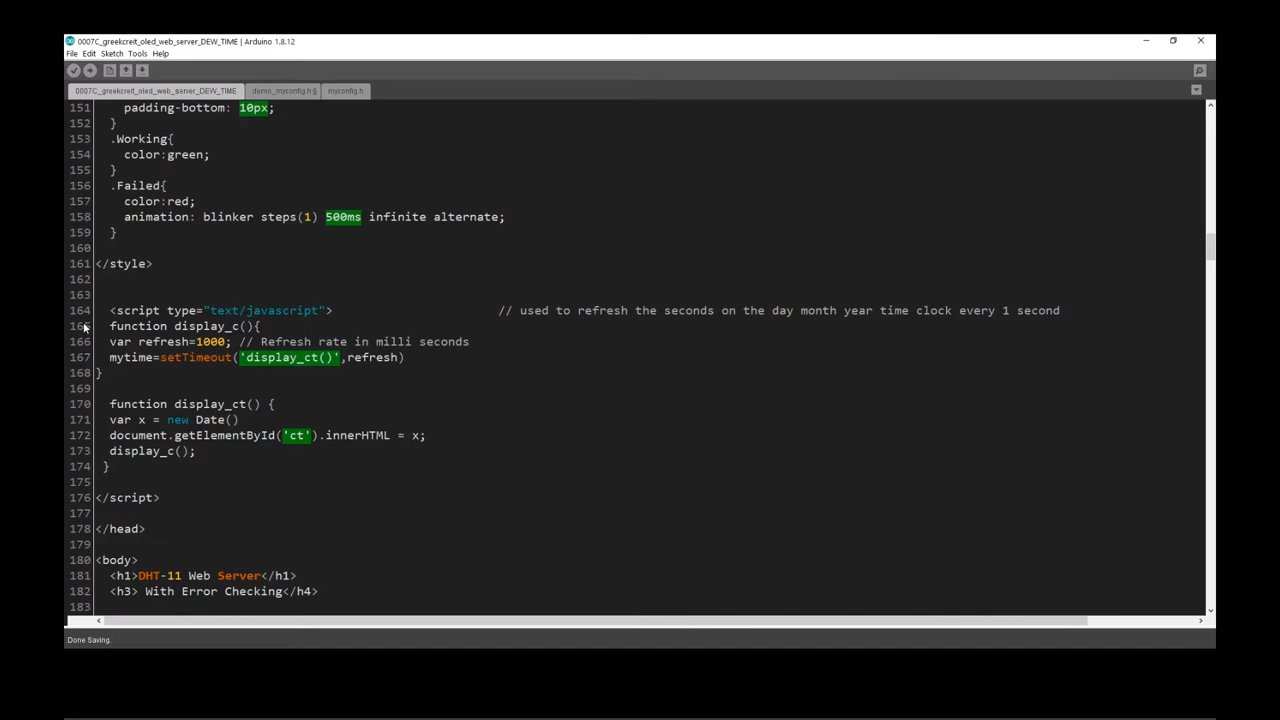 0007C_greekcreit_oled_web_server_DEW_TIME | Arduino 1.8.12
File Edit Sketch Tools Help
0007C_greekcreit_oled_web_server_DEW_TIME demo_myconfig.h § myconfig.h
151 padding-bottom: 10px;
152 }
153 .Working{
154 color:green;
155 }
156 .Failed{
157 color:red;
158 animation: blinker steps(1) 500ms infinite alternate;
159 }
160
161 </style>
162
163
164 <script type="text/javascript"> // used to refresh the seconds on the day month year time clock every 1 second
165 function display_c(){
166 var refresh=1000; // Refresh rate in milli seconds
167 mytime=setTimeout('display_ct()',refresh)
168 }
169
170 function display_ct() {
171 var x = new Date()
172 document.getElementById('ct').innerHTML = x;
173 display_c();
174 }
175
176 </script>
177
178 </head>
179
180 <body>
181 <h1>DHT-11 Web Server</h1>
182 <h3> With Error Checking</h4>
183
Done Saving.